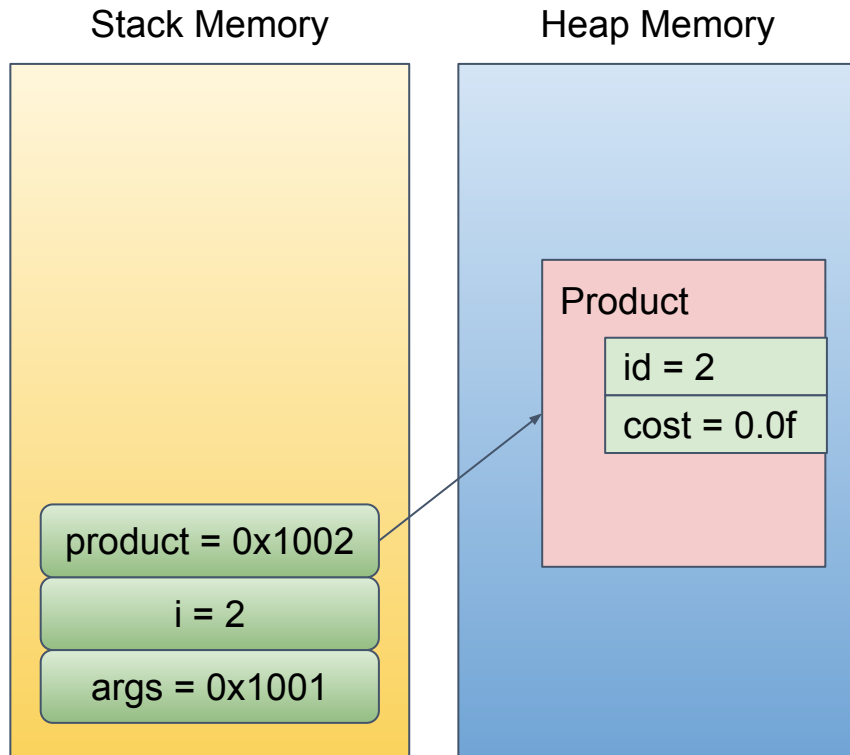 Stack Memory
Heap Memory
Product
id = 2
cost = 0.0f
product = 0x1002
i = 2
args = 0x1001